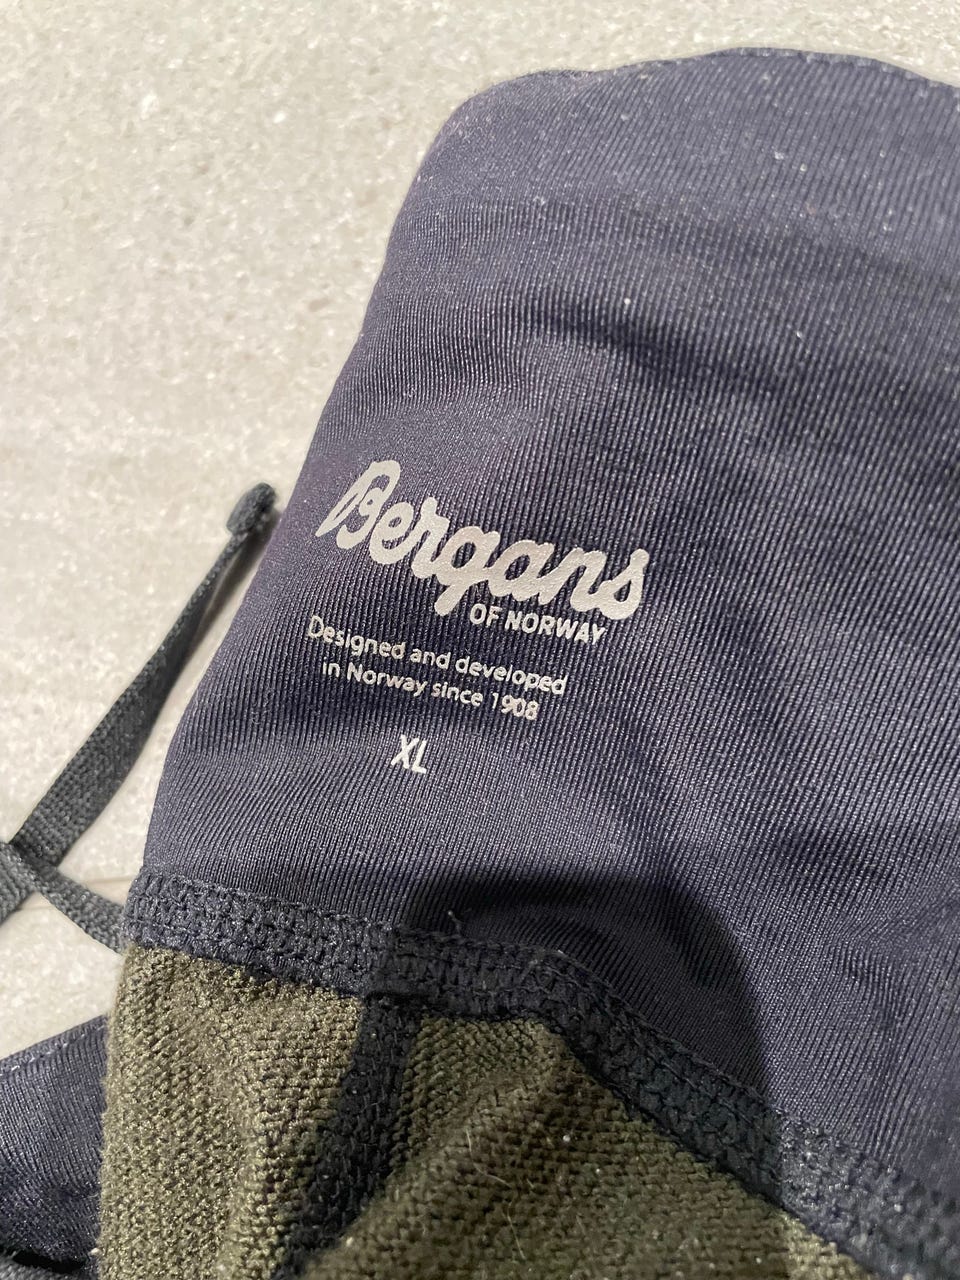 Bergans
OF NORWAY
Designed and developed
in Norway since 1908
XL